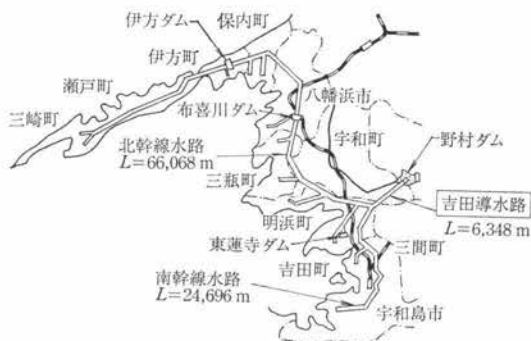 伊方ダム
保内町
伊方町
瀬戸町
三崎町
八幡浜市
布喜川ダム
宇和町
野村ダム
北幹線水路
L=66,068 m
三瓶町
吉田導水路
L=6,348 m
明浜町
東蓮寺ダム
三間町
吉田町
南幹線水路
L=24,696 m
宇和島市